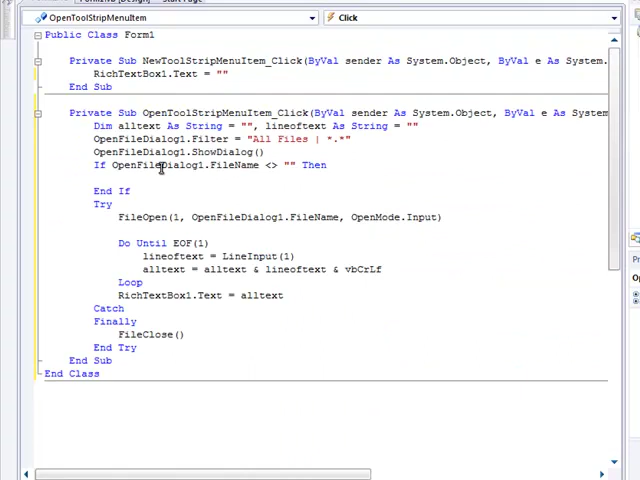 OpenToolStripMenuItem Click
Public Class Form1
Private Sub NewToolStripMenuItem_Click(ByVal sender As System.Object, ByVal e As System.
RichTextBox1.Text = ""
End Sub
Private Sub OpenToolStripMenuItem_Click(ByVal sender As System.Object, ByVal e As System
Dim alltext As String = "", lineoftext As String = ""
OpenFileDialog1.Filter = "All Files | *.*"
OpenFileDialog1.ShowDialog()
If OpenFileDialog1.FileName <> "" Then
End If
Try
FileOpen(1, OpenFileDialog1.FileName, OpenMode.Input)
Do Until EOF(1)
lineoftext = LineInput(1)
alltext = alltext & lineoftext & vbCrLf
Loop
RichTextBox1.Text = alltext
Catch
Finally
FileClose()
End Try
End Sub
End Class